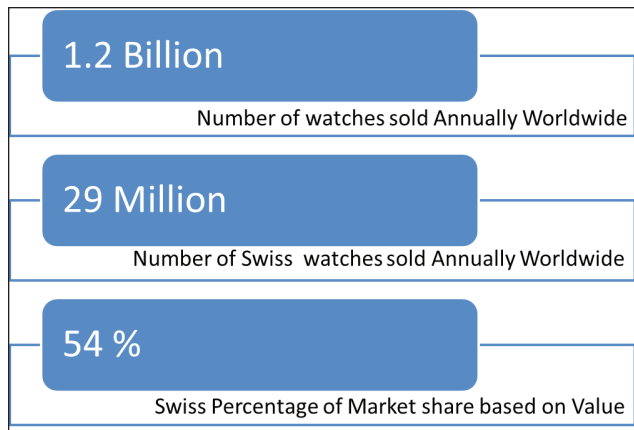 1.2 Billion
Number of watches sold Annually Worldwide
29 Million
Number of Swiss  watches sold Annually Worldwide
54 %
Swiss Percentage of Market share based on Value